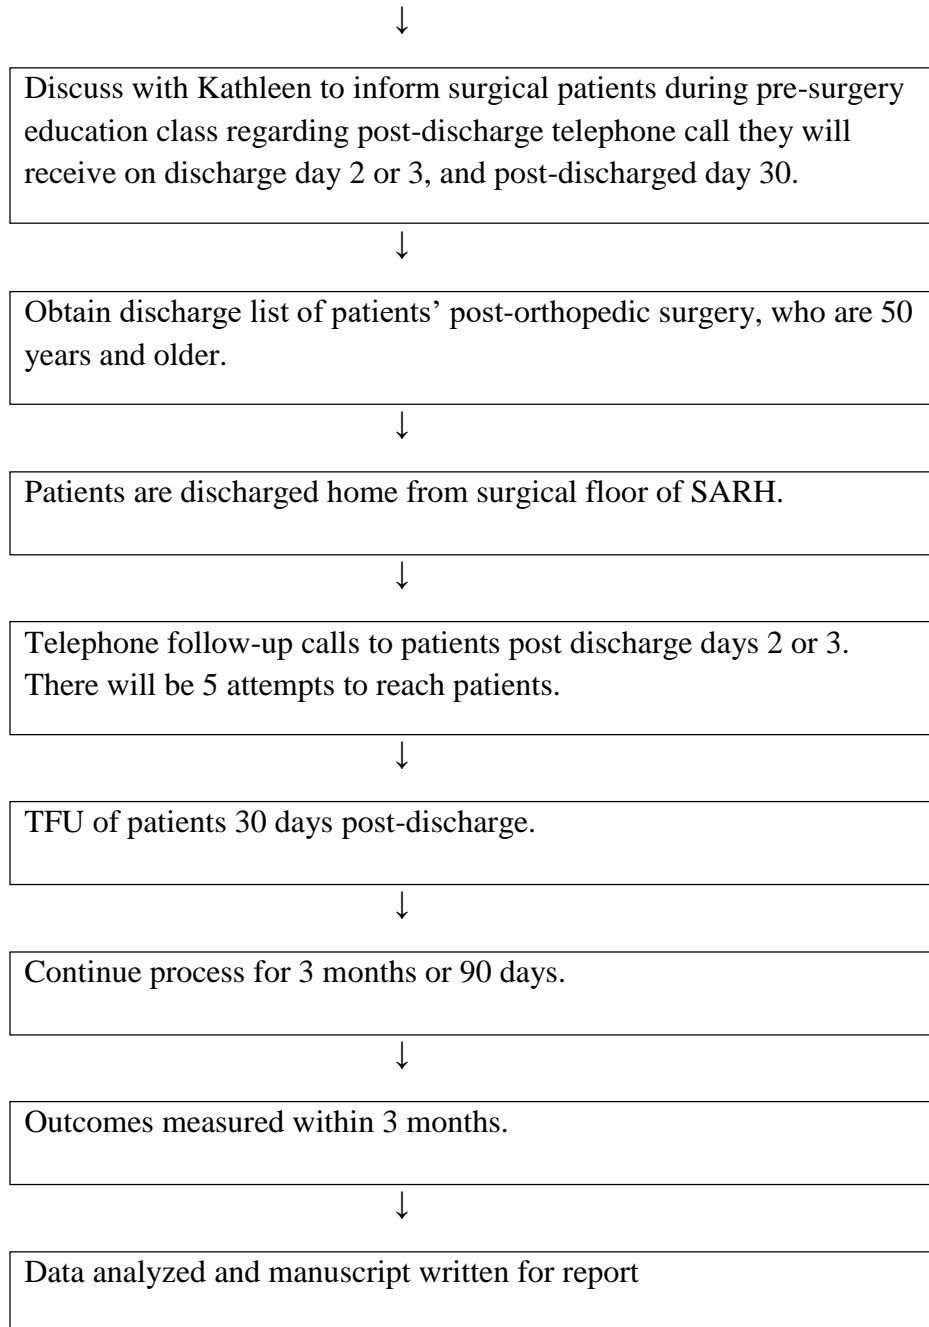 ↓
Discuss with Kathleen to inform surgical patients during pre-surgery
education class regarding post-discharge telephone call they will
receive on discharge day 2 or 3, and post-discharged day 30.
↓
Obtain discharge list of patients’ post-orthopedic surgery, who are 50
years and older.
↓
Patients are discharged home from surgical floor of SARH.
↓
Telephone follow-up calls to patients post discharge days 2 or 3.
There will be 5 attempts to reach patients.
↓
TFU of patients 30 days post-discharge.
↓
Continue process for 3 months or 90 days.
↓
Outcomes measured within 3 months.
↓
Data analyzed and manuscript written for report